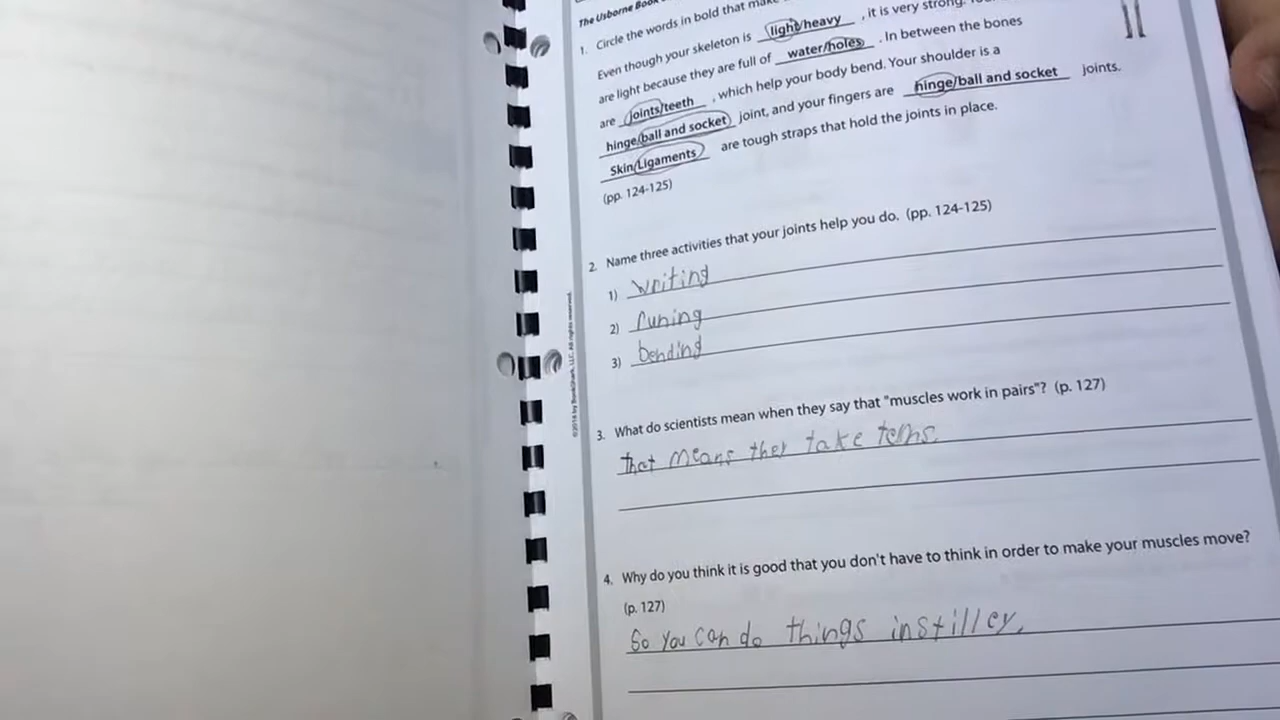 The Usborne Book
1. Circle the words in bold that make
Even though your skeleton is light/heavy , it is very strong.
are light because they are full of water/holes . In between the bones
are joints/teeth , which help your body bend. Your shoulder is a
hinge/ball and socket joint, and your fingers are hinge/ball and socket joints.
Skin/Ligaments are tough straps that hold the joints in place.
(pp. 124-125)
2. Name three activities that your joints help you do. (pp. 124-125)
1) writing
2) runing
3) bending
3. What do scientists mean when they say that "muscles work in pairs"? (p. 127)
that means they take terns.
4. Why do you think it is good that you don't have to think in order to make your muscles move?
(p. 127)
So you can do things instilley.
©2018 by BookShark, LLC. All rights reserved.